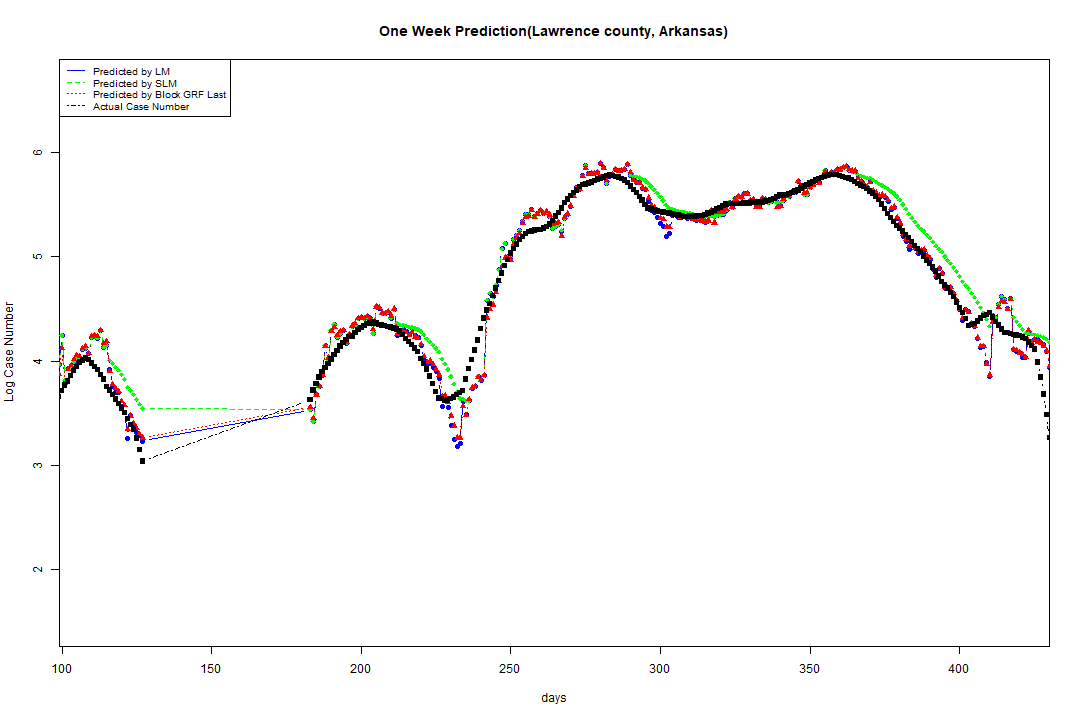 One Week Prediction(Lawrence county, Arkansas)
Predicted by LM
Predicted by SLM
Predicted by Block GRF Last
Actual Case Number
Log Case Number
6
5
4
3
2
100 150 200 250 300 350 400
days